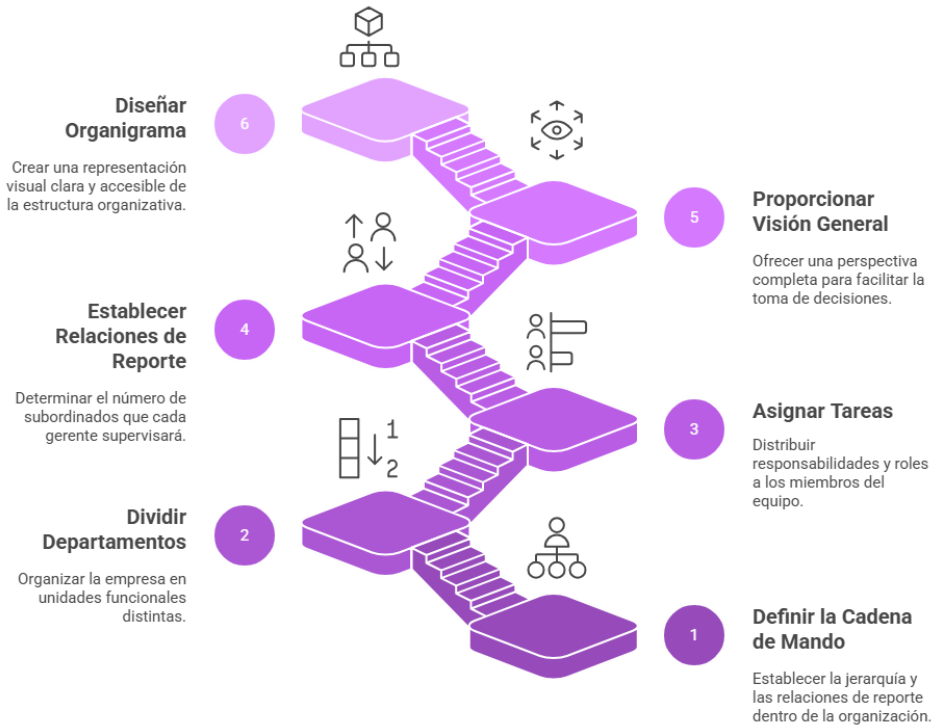 6
Diseñar
Organigrama
Crear una representación
visual clara y accesible de
la estructura organizativa.
5
Proporcionar
Visión General
Ofrecer una perspectiva
completa para facilitar la
toma de decisiones.
4
Establecer
Relaciones de
Reporte
Determinar el número de
subordinados que cada
gerente supervisará.
3
Asignar Tareas
Distribuir
responsabilidades y roles
a los miembros del
equipo.
1
2
2
Dividir
Departamentos
Organizar la empresa en
unidades funcionales
distintas.
1
Definir la Cadena
de Mando
Establecer la jerarquía y
las relaciones de reporte
dentro de la organización.